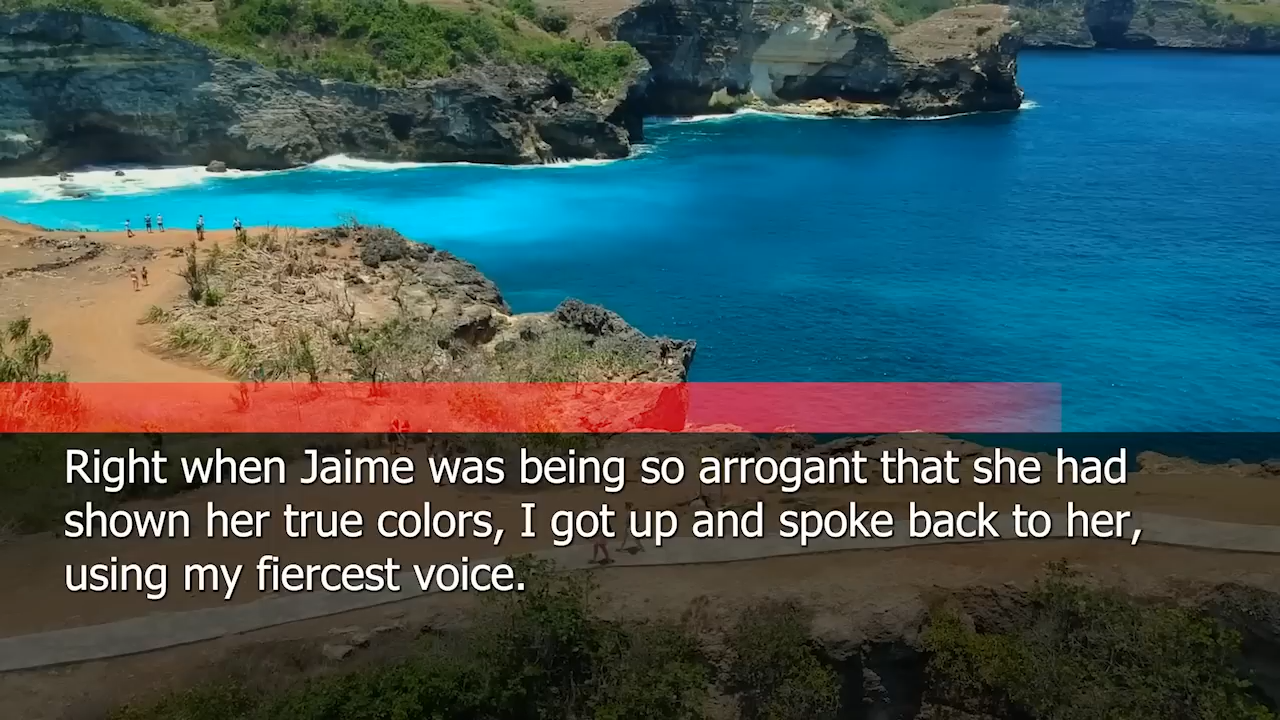 Right when Jaime was being so arrogant that she had
shown her true colors, I got up and spoke back to her,
using my fiercest voice.